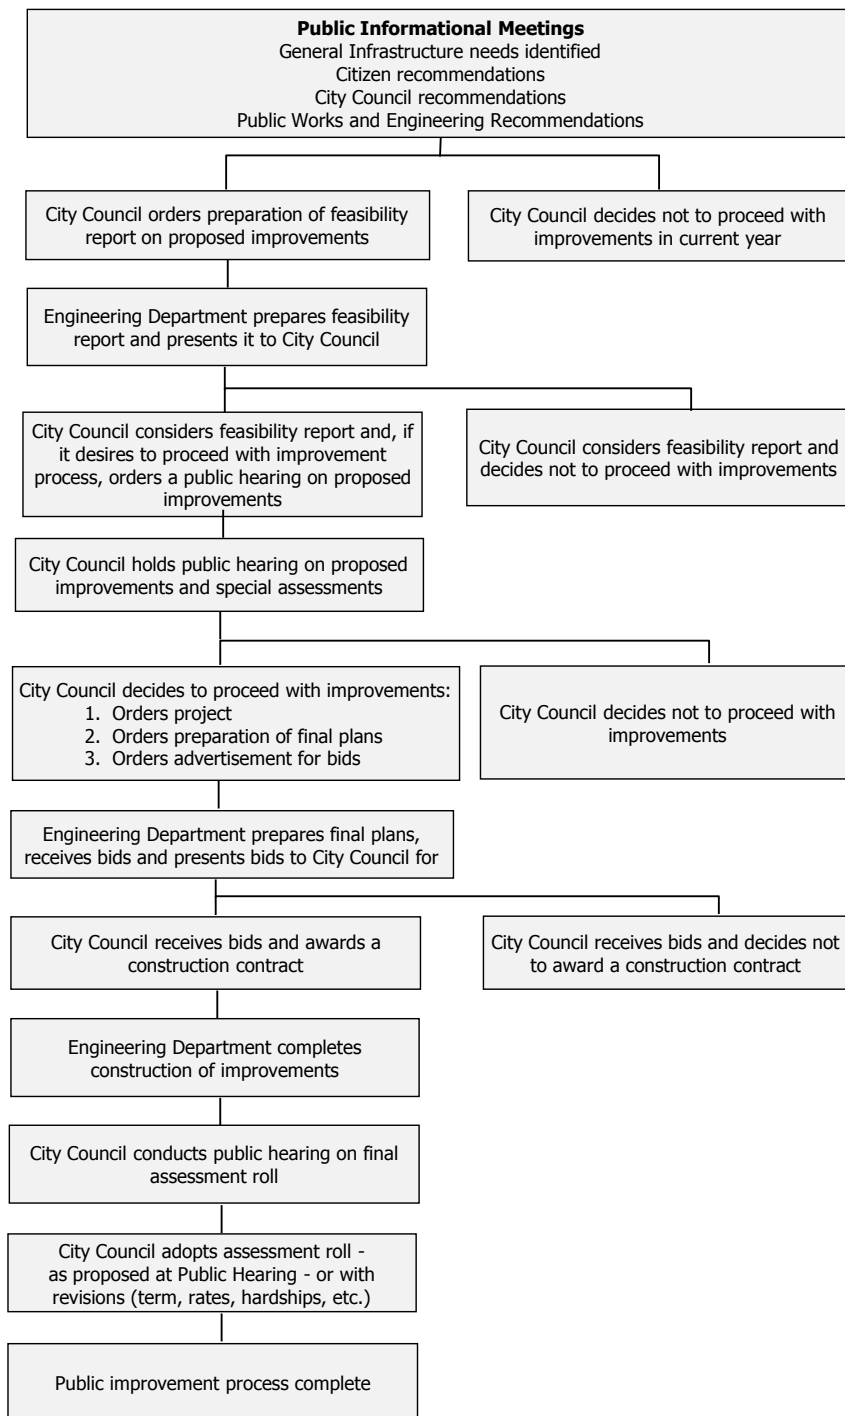 Public Informational Meetings
General Infrastructure needs identified
Citizen recommendations
City Council recommendations
Public Works and Engineering Recommendations
City Council orders preparation of feasibility
report on proposed improvements
City Council decides not to proceed with
improvements in current year
Engineering Department prepares feasibility
report and presents it to City Council
City Council considers feasibility report and, if
it desires to proceed with improvement
process, orders a public hearing on proposed
improvements
City Council considers feasibility report and
decides not to proceed with improvements
City Council holds public hearing on proposed
improvements and special assessments
City Council decides to proceed with improvements:
1. Orders project
2. Orders preparation of final plans
3. Orders advertisement for bids
City Council decides not to proceed with
improvements
Engineering Department prepares final plans,
receives bids and presents bids to City Council for
City Council receives bids and awards a
construction contract
City Council receives bids and decides not
to award a construction contract
Engineering Department completes
construction of improvements
City Council conducts public hearing on final
assessment roll
City Council adopts assessment roll -
as proposed at Public Hearing - or with
revisions (term, rates, hardships, etc.)
Public improvement process complete